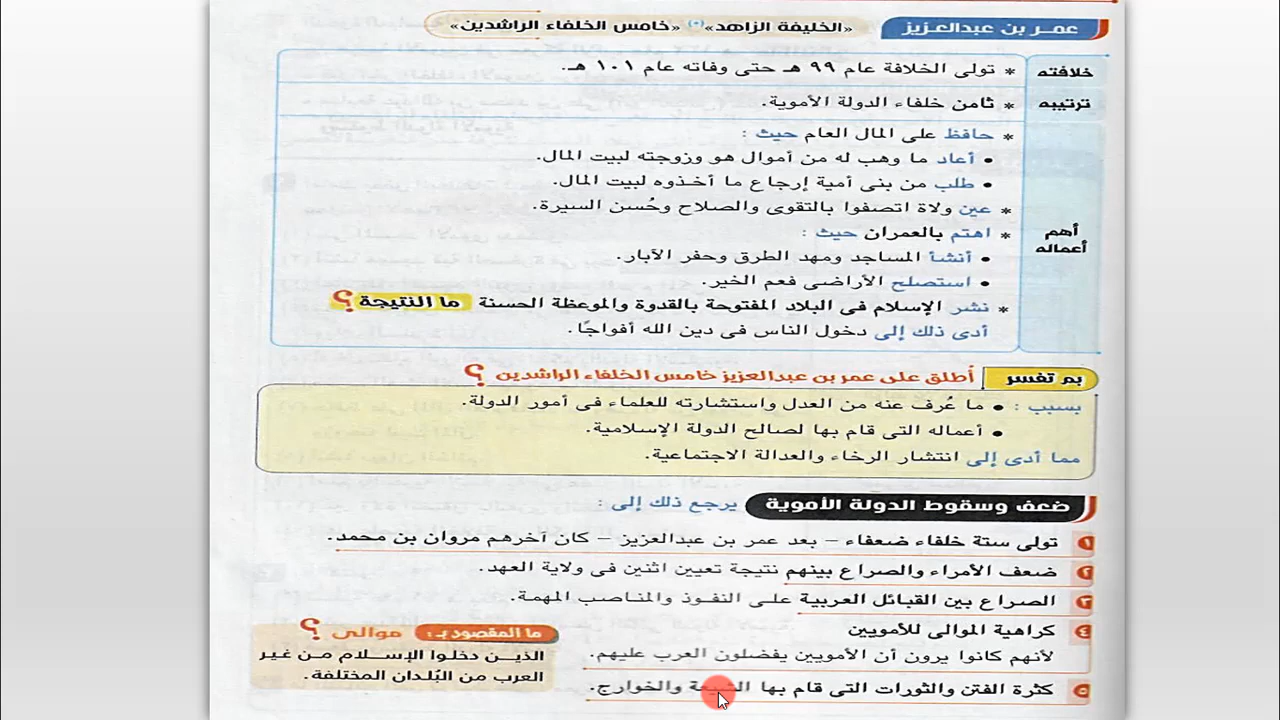 عمر بن عبدالعزيز «الخليفة الزاهد» (*) «خامس الخلفاء الراشدين»
خلافته * تولى الخلافة عام ٩٩ هـ حتى وفاته عام ١٠١ هـ.
ترتيبه * ثامن خلفاء الدولة الأموية.
أهم أعماله
* حافظ على المال العام حيث :
• أعاد ما وهب له من أموال هو وزوجته لبيت المال.
• طلب من بنى أمية إرجاع ما أخذوه لبيت المال.
* عين ولاة اتصفوا بالتقوى والصلاح وحُسن السيرة.
* اهتم بالعمران حيث :
• أنشأ المساجد ومهد الطرق وحفر الآبار.
• استصلح الأراضى فعم الخير.
* نشر الإسلام فى البلاد المفتوحة بالقدوة والموعظة الحسنة ما النتيجة ؟
أدى ذلك إلى دخول الناس فى دين الله أفواجًا.
بم تفسر أُطلق على عمر بن عبدالعزيز خامس الخلفاء الراشدين ؟
بسبب : • ما عُرف عنه من العدل واستشارته للعلماء فى أمور الدولة.
• أعماله التى قام بها لصالح الدولة الإسلامية.
مما أدى إلى انتشار الرخاء والعدالة الاجتماعية.
ضعف وسقوط الدولة الأموية يرجع ذلك إلى :
١ تولى ستة خلفاء ضعفاء – بعد عمر بن عبدالعزيز – كان آخرهم مروان بن محمد.
٢ ضعف الأمراء والصراع بينهم نتيجة تعيين اثنين فى ولاية العهد.
٣ الصراع بين القبائل العربية على النفوذ والمناصب المهمة.
٤ كراهية الموالى للأمويين
لأنهم كانوا يرون أن الأمويين يفضلون العرب عليهم.
٥ كثرة الفتن والثورات التى قام بها الشيعة والخوارج.
ما المقصود بـ : موالى ؟
الذين دخلوا الإسلام من غير
العرب من البُلدان المختلفة.